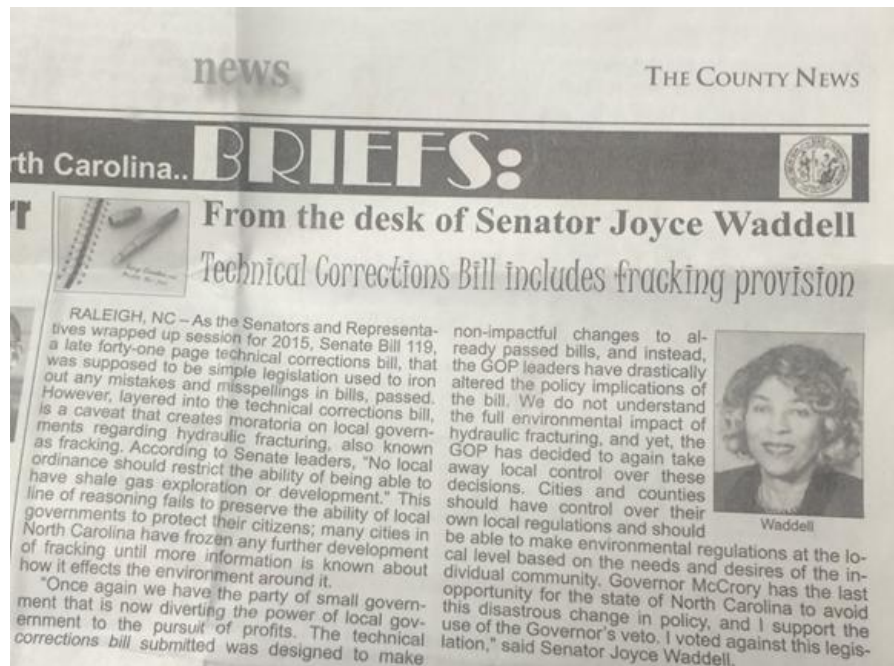 news
THE COUNTY NEWS
rth Carolina.. BRIEFS:
From the desk of Senator Joyce Waddell
Technical Corrections Bill includes fracking provision
RALEIGH, NC – As the Senators and Representa-
tives wrapped up session for 2015, Senate Bill 119,
a late forty-one page technical corrections bill, that
was supposed to be simple legislation used to iron
out any mistakes and misspellings in bills, passed.
However, layered into the technical corrections bill,
is a caveat that creates moratoria on local govern-
ments regarding hydraulic fracturing, also known
as fracking. According to Senate leaders, "No local
ordinance should restrict the ability of being able to
have shale gas exploration or development." This
line of reasoning fails to preserve the ability of local
governments to protect their citizens; many cities in
North Carolina have frozen any further development
of fracking until more information is known about
how it effects the environment around it.
"Once again we have the party of small govern-
ment that is now diverting the power of local gov-
ernment to the pursuit of profits. The technical
corrections bill submitted was designed to make
non-impactful changes to al-
ready passed bills, and instead,
the GOP leaders have drastically
altered the policy implications of
the bill. We do not understand
the full environmental impact of
hydraulic fracturing, and yet, the
GOP has decided to again take
away local control over these
decisions. Cities and counties
should have control over their
own local regulations and should
be able to make environmental regulations at the lo-
cal level based on the needs and desires of the in-
dividual community. Governor McCrory has the last
opportunity for the state of North Carolina to avoid
this disastrous change in policy, and I support the
use of the Governor's veto. I voted against this legis-
lation," said Senator Joyce Waddell.
Waddell